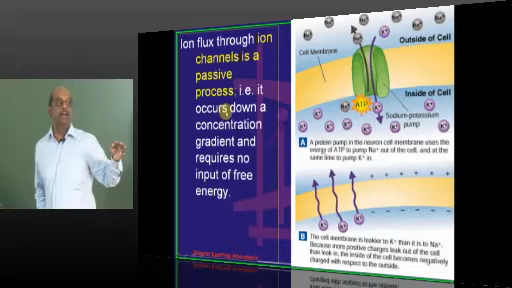 Ion flux through ion
channels is a
passive
process; i.e. it
occurs down a
concentration
gradient and
requires no
input of free
energy.
Na+
Na+
Na+
K+
Outside of Cell
Cell Membrane
ATP
Inside of Cell
Na+
K+
K+
K+
K+
K+
Sodium-potassium
pump
A A protein pump in the neuron cell membrane uses the
energy of ATP to pump Na+ out of the cell, and at the
same time to pump K+ in.
K+
K+
K+
B The cell membrane is leakier to K+ than it is to Na+.
Because more positive charges leak out of the cell
than leak in, the inside of the cell becomes negatively
charged with respect to the outside.